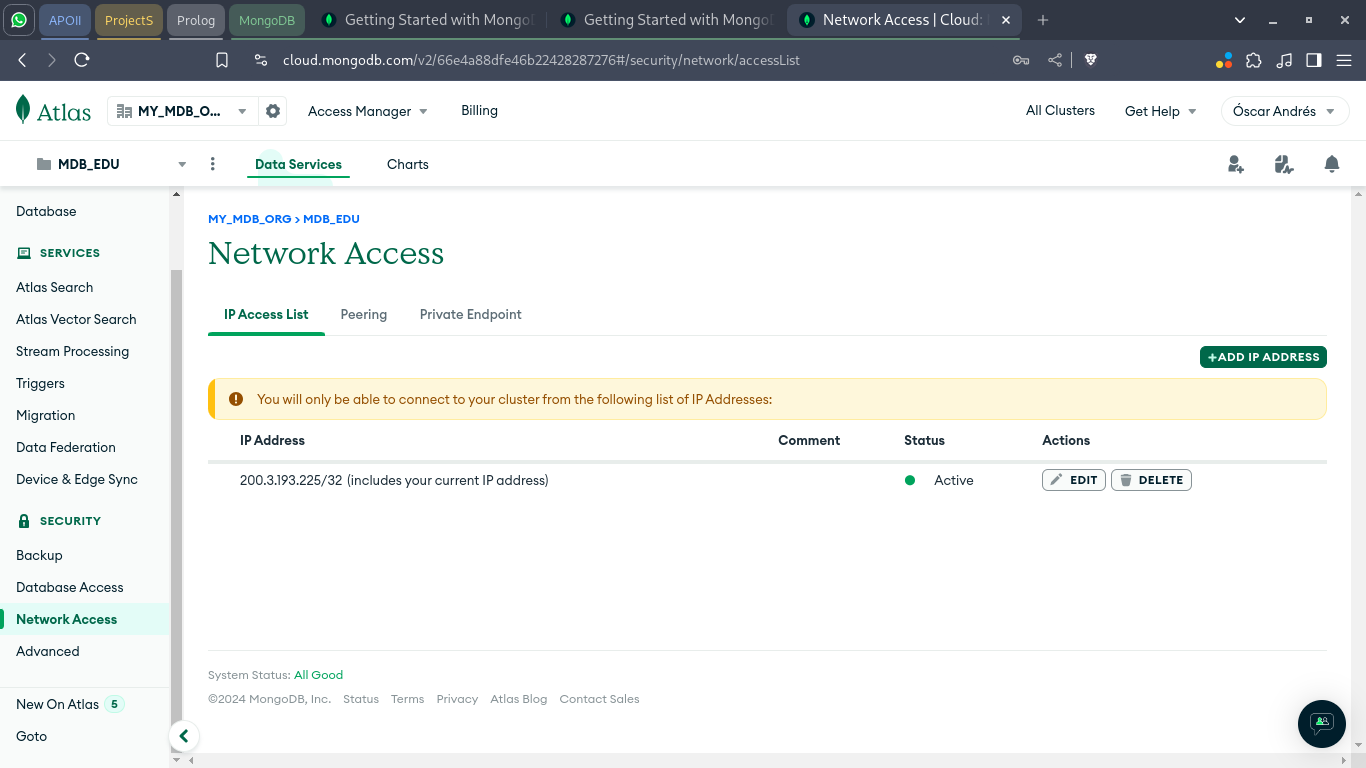 APOII
ProjectS
Prolog
MongoDB
Getting Started with Mongo
Getting Started with Mongo
Network Access | Cloud:
cloud.mongodb.com/v2/66e4a88dfe46b22428287276#/security/network/accessList
Atlas
MY_MDB_O...
Access Manager
Billing
All Clusters
Get Help
Óscar Andrés
MDB_EDU
Data Services
Charts
Database
SERVICES
Atlas Search
Atlas Vector Search
Stream Processing
Triggers
Migration
Data Federation
Device & Edge Sync
SECURITY
Backup
Database Access
Network Access
Advanced
New On Atlas 5
Goto
MY_MDB_ORG > MDB_EDU
Network Access
IP Access List
Peering
Private Endpoint
+ADD IP ADDRESS
You will only be able to connect to your cluster from the following list of IP Addresses:
IP Address Comment Status Actions
200.3.193.225/32 (includes your current IP address) Active EDIT DELETE
System Status: All Good
©2024 MongoDB, Inc. Status Terms Privacy Atlas Blog Contact Sales